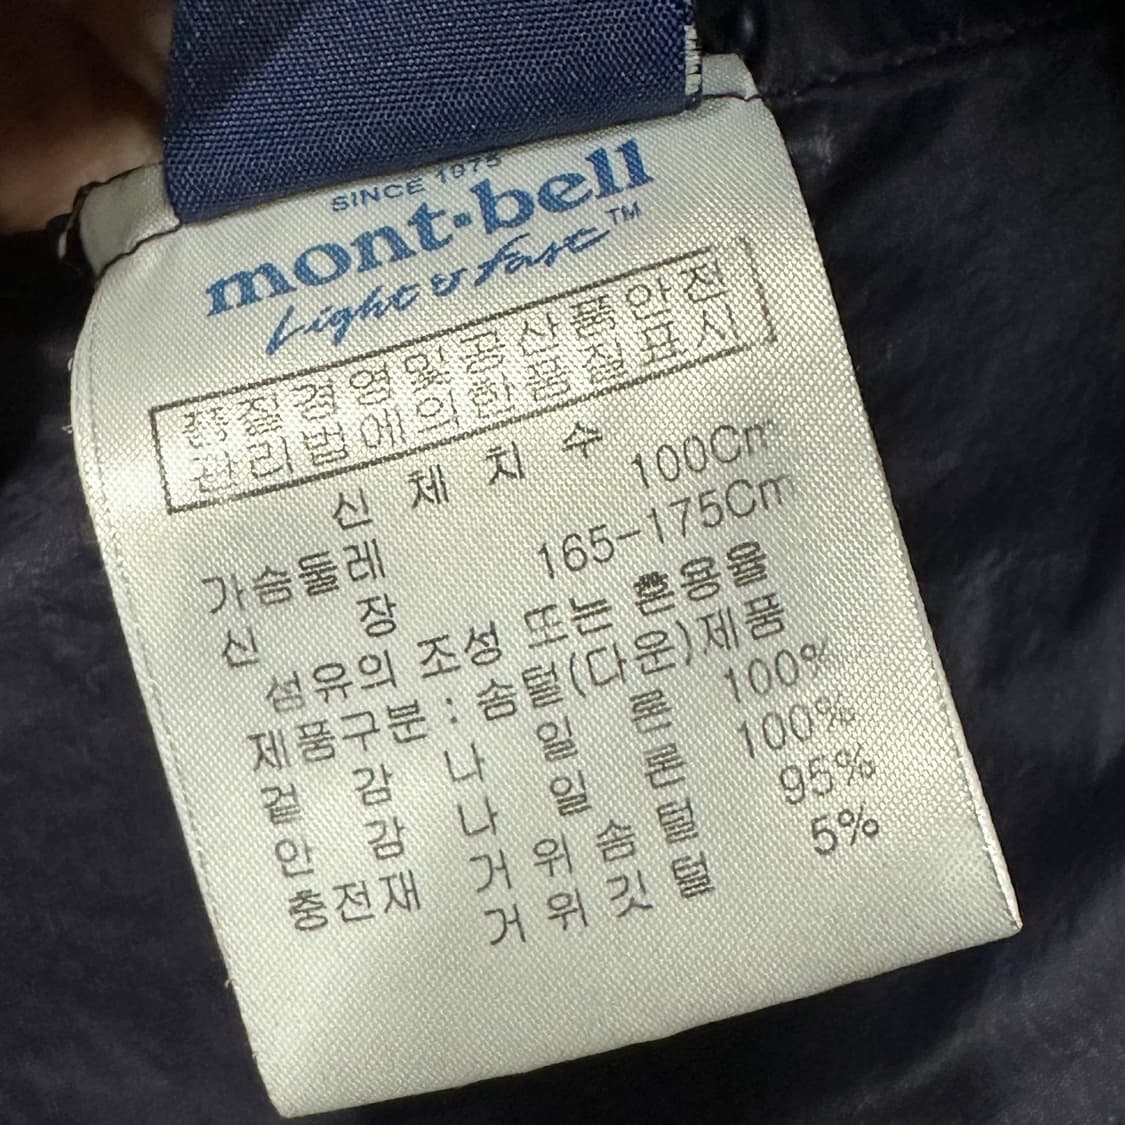 SINCE 1975
mont·bell
Light & fast™
품질경영및공산품안전
관리법에의한품질표시
신 체 치 수
가슴둘레 100Cm
신 장 165-175Cm
섬유의 조성 또는 혼용율
제품구분 : 솜털(다운)제품
겉 감 나 일 론 100%
안 감 나 일 론 100%
충전재 거 위 솜 털 95%
거 위 깃 털 5%